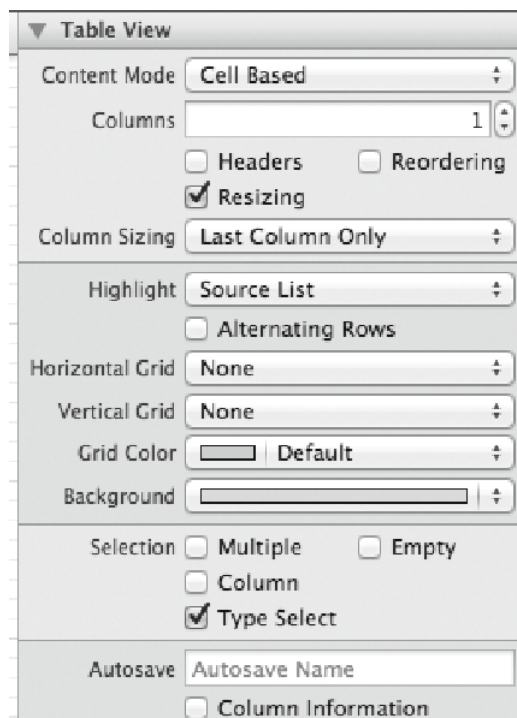 Table View
Content Mode Cell Based
Columns 1
Headers Reordering
Resizing
Column Sizing Last Column Only
Highlight Source List
Alternating Rows
Horizontal Grid None
Vertical Grid None
Grid Color Default
Background
Selection Multiple Empty
Column
Type Select
Autosave Autosave Name
Column Information